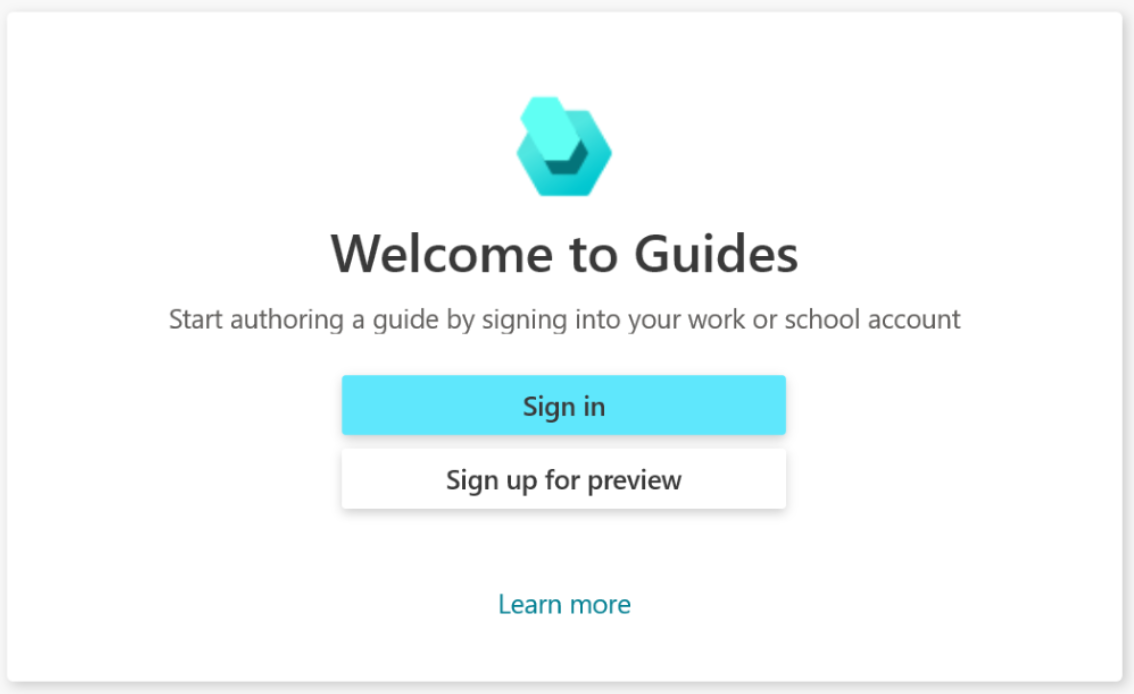 Welcome to Guides
Start authoring a guide by signing into your work or school account
Sign in
Sign up for preview
Learn more